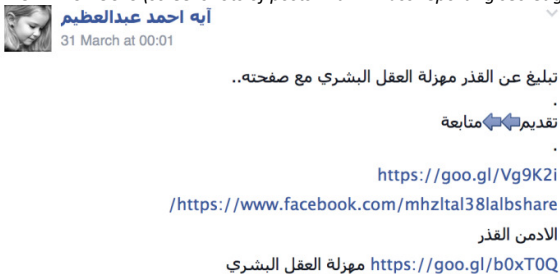 آيه احمد عبدالعظيم
31 March at 00:01
تبليغ عن القذر مهزلة العقل البشري مع صفحته..
.
تقديم⬅⬅متابعة
.
https://goo.gl/Vg9K2i
https://www.facebook.com/mhzltal38lalbshare/
الادمن القذر
https://goo.gl/b0xT0Q مهزلة العقل البشري